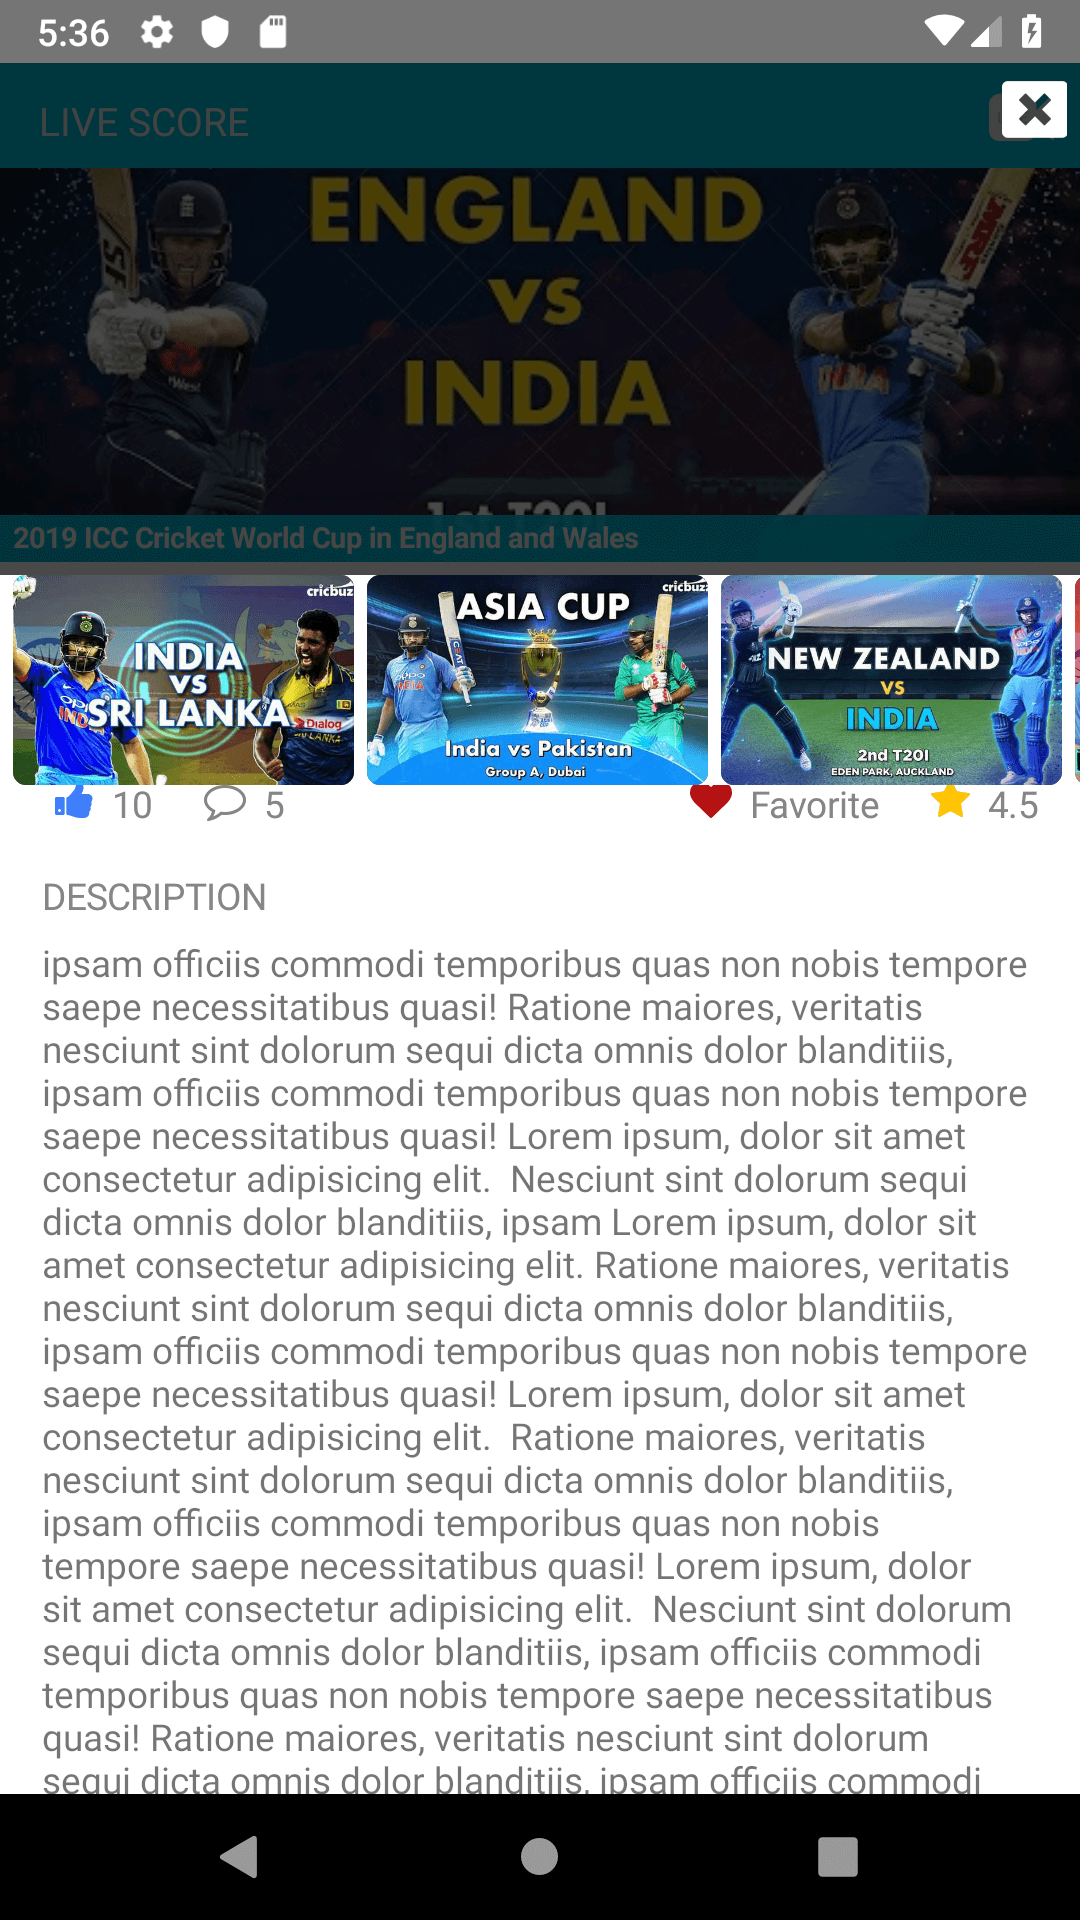 5:36
LIVE SCORE
ENGLAND
VS
INDIA
1st T20I
2019 ICC Cricket World Cup in England and Wales
cricbuzz
INDIA
VS
SRI LANKA
Dialog
cricbuzz
ASIA CUP
India vs Pakistan
Group A, Dubai
NEW ZEALAND
VS
INDIA
2nd T20I
EDEN PARK, AUCKLAND
10 5 Favorite 4.5
DESCRIPTION
ipsam officiis commodi temporibus quas non nobis tempore
saepe necessitatibus quasi! Ratione maiores, veritatis
nesciunt sint dolorum sequi dicta omnis dolor blanditiis,
ipsam officiis commodi temporibus quas non nobis tempore
saepe necessitatibus quasi! Lorem ipsum, dolor sit amet
consectetur adipisicing elit.  Nesciunt sint dolorum sequi
dicta omnis dolor blanditiis, ipsam Lorem ipsum, dolor sit
amet consectetur adipisicing elit. Ratione maiores, veritatis
nesciunt sint dolorum sequi dicta omnis dolor blanditiis,
ipsam officiis commodi temporibus quas non nobis tempore
saepe necessitatibus quasi! Lorem ipsum, dolor sit amet
consectetur adipisicing elit.  Ratione maiores, veritatis
nesciunt sint dolorum sequi dicta omnis dolor blanditiis,
ipsam officiis commodi temporibus quas non nobis
tempore saepe necessitatibus quasi! Lorem ipsum, dolor
sit amet consectetur adipisicing elit.  Nesciunt sint dolorum
sequi dicta omnis dolor blanditiis, ipsam officiis commodi
temporibus quas non nobis tempore saepe necessitatibus
quasi! Ratione maiores, veritatis nesciunt sint dolorum
sequi dicta omnis dolor blanditiis, ipsam officiis commodi